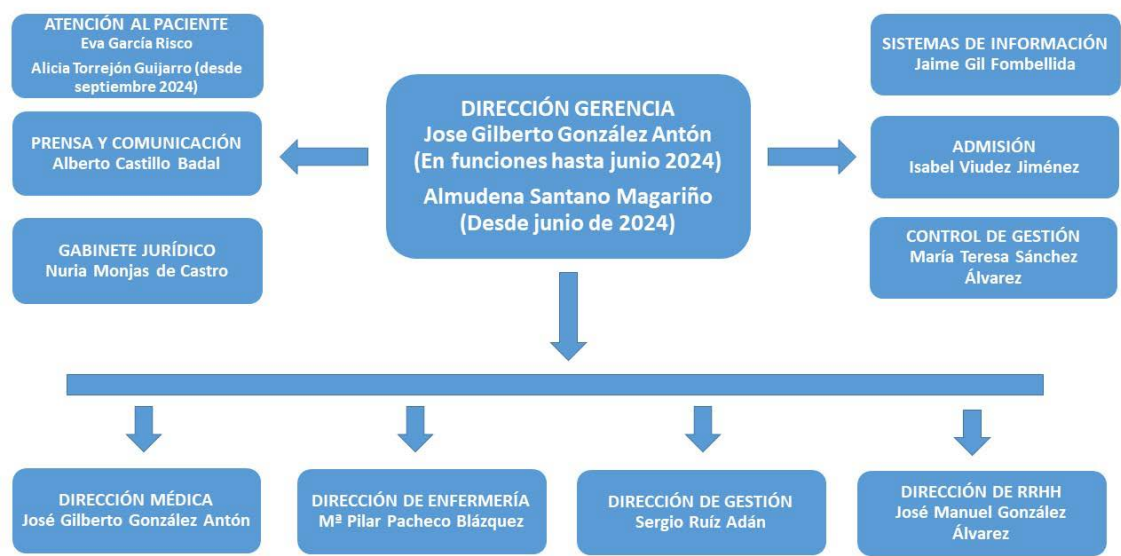 ATENCIÓN AL PACIENTE
Eva García Risco
Alicia Torrejón Guijarro (desde
septiembre 2024)
PRENSA Y COMUNICACIÓN
Alberto Castillo Badal
GABINETE JURÍDICO
Nuria Monjas de Castro
DIRECCIÓN GERENCIA
Jose Gilberto González Antón
(En funciones hasta junio 2024)
Almudena Santano Magariño
(Desde junio de 2024)
SISTEMAS DE INFORMACIÓN
Jaime Gil Fombellida
ADMISIÓN
Isabel Viudez Jiménez
CONTROL DE GESTIÓN
María Teresa Sánchez
Álvarez
DIRECCIÓN MÉDICA
José Gilberto González Antón
DIRECCIÓN DE ENFERMERÍA
Mª Pilar Pacheco Blázquez
DIRECCIÓN DE GESTIÓN
Sergio Ruíz Adán
DIRECCIÓN DE RRHH
José Manuel González
Álvarez